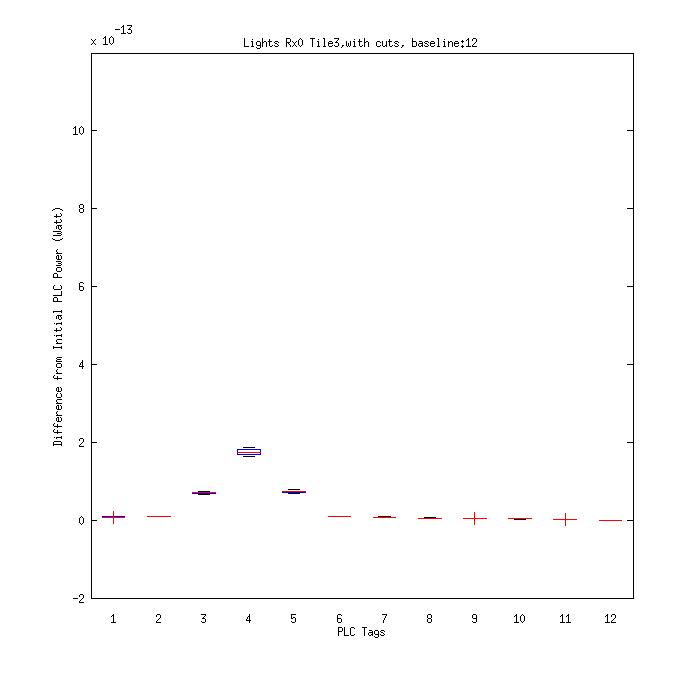 x 10^-13
Lights Rx0 Tile3,with cuts, baseline:12
Difference from Initial PLC Power (Watt)
10
8
6
4
2
0
-2
1 2 3 4 5 6 7 8 9 10 11 12
PLC Tags